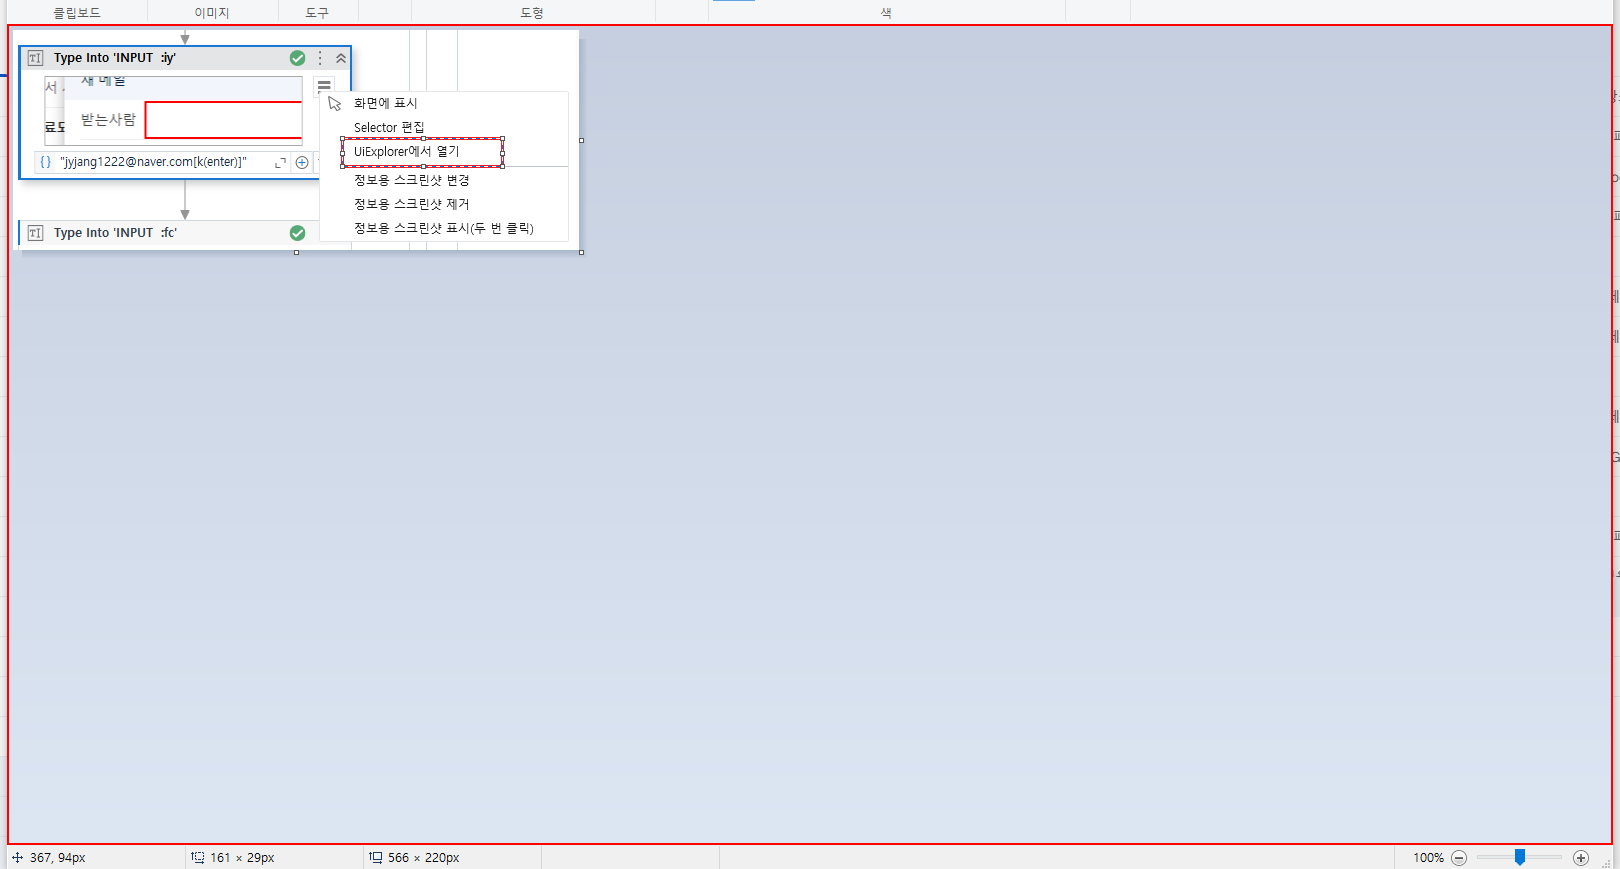 클립보드
이미지
도구
도형
색
Type Into 'INPUT :iy'
새 메일
서
받는사람
료도
{} "jyjang1222@naver.com[k(enter)]"
화면에 표시
Selector 편집
UiExplorer에서 열기
정보용 스크린샷 변경
정보용 스크린샷 제거
정보용 스크린샷 표시(두 번 클릭)
Type Into 'INPUT :fc'
367, 94px
161 × 29px
566 × 220px
100%